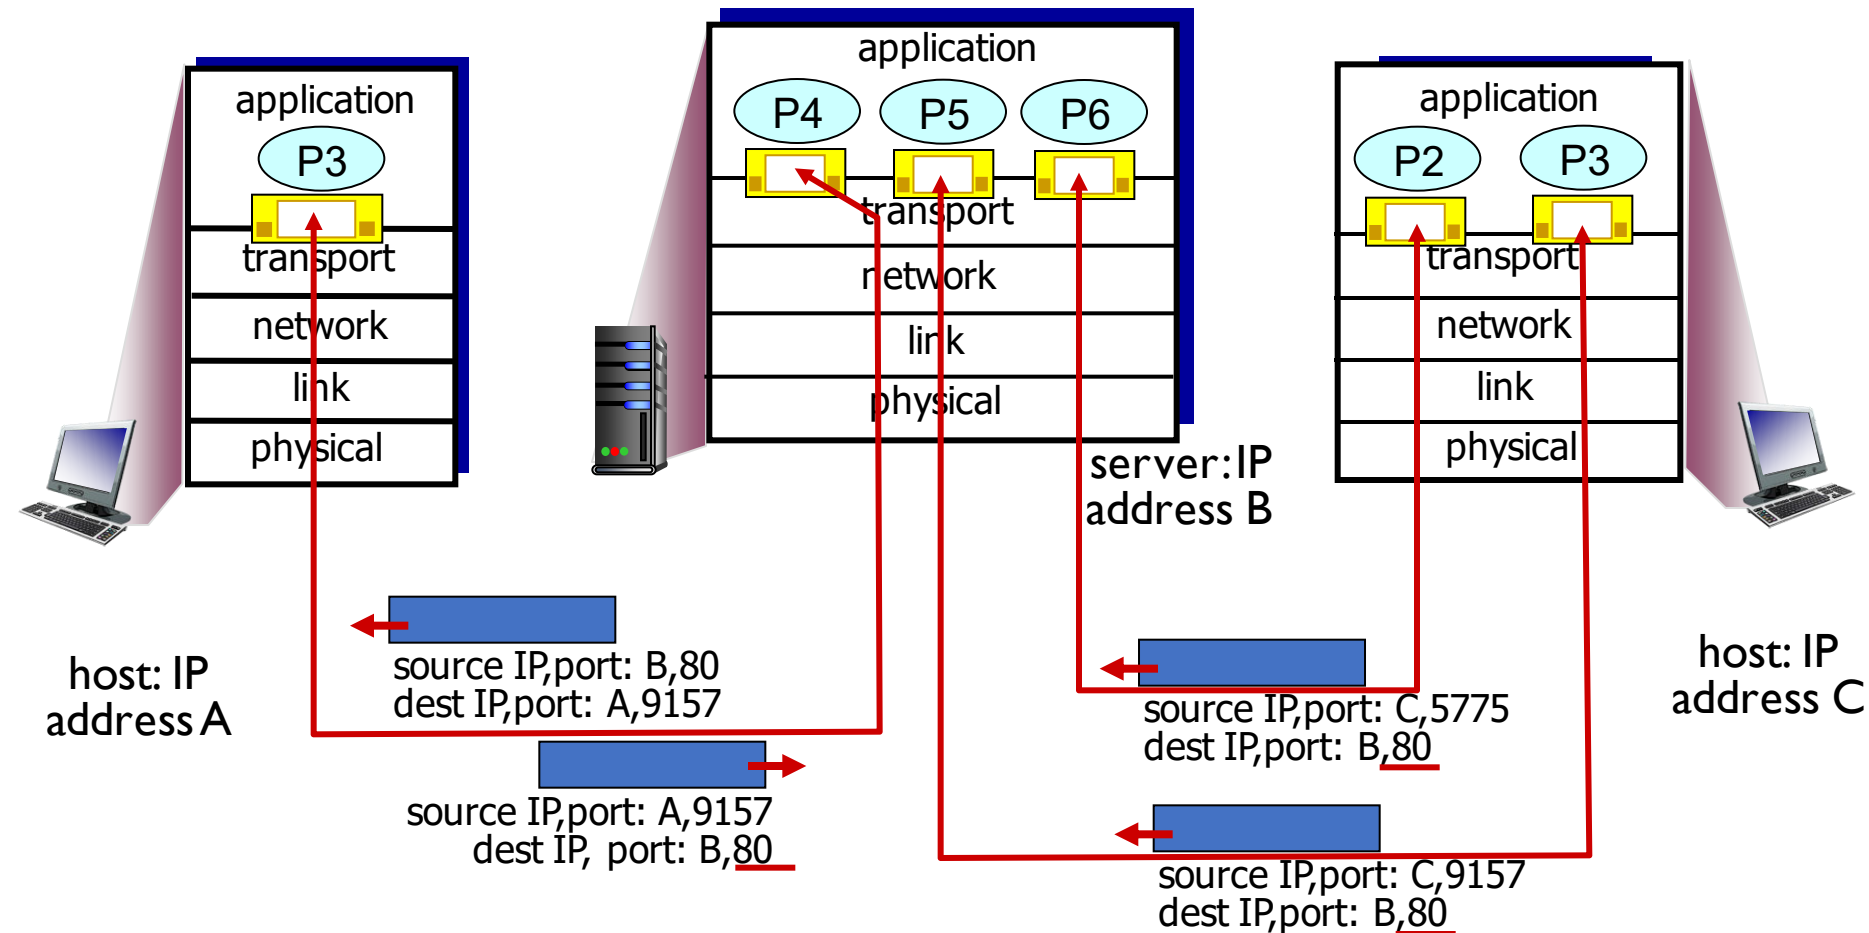 application
P3
transport
network
link
physical
application
P4 P5 P6
transport
network
link
physical
server: IP
address B
application
P2 P3
transport
network
link
physical
host: IP
address A
source IP,port: B,80
dest IP,port: A,9157
source IP,port: A,9157
dest IP, port: B,80
source IP,port: C,5775
dest IP,port: B,80
source IP,port: C,9157
dest IP,port: B,80
host: IP
address C